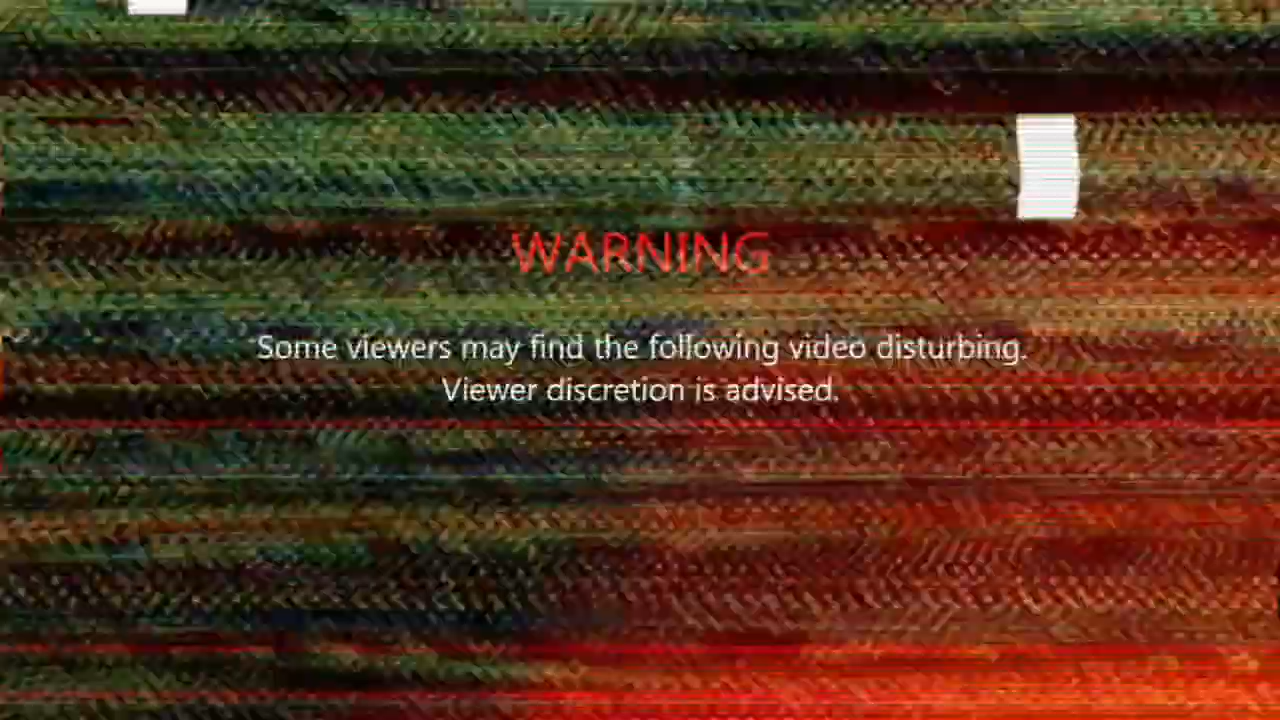 WARNING
Some viewers may find the following video disturbing.
Viewer discretion is advised.